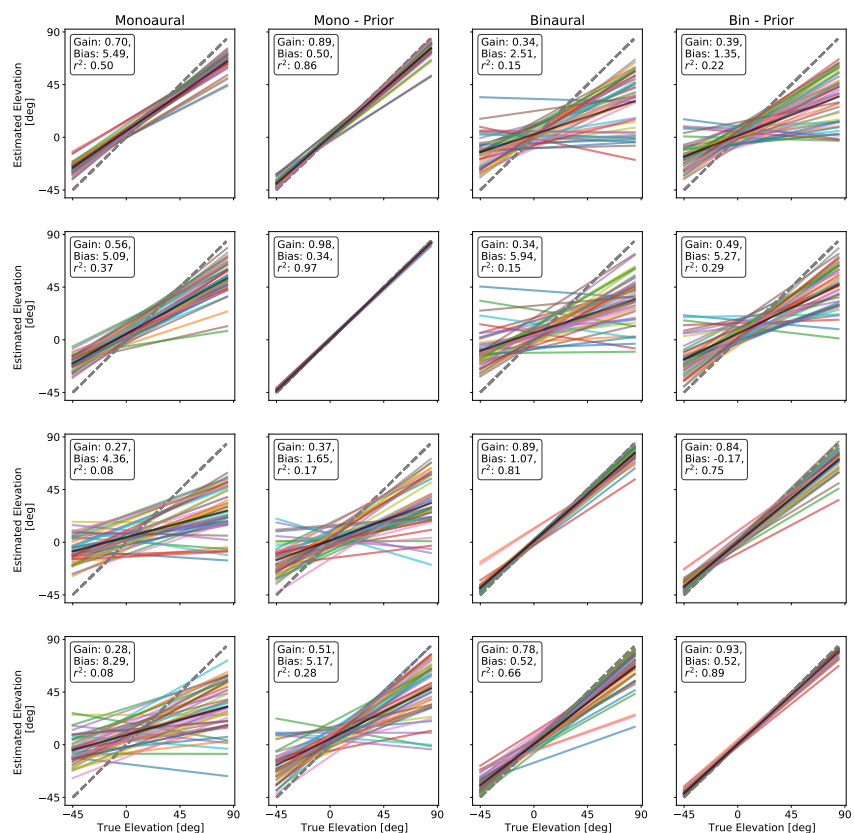 Monoaural Mono - Prior Binaural Bin - Prior
90
45
0
−45
Estimated Elevation
[deg]
Gain: 0.70,
Bias: 5.49,
r²: 0.50
Gain: 0.89,
Bias: 0.50,
r²: 0.86
Gain: 0.34,
Bias: 2.51,
r²: 0.15
Gain: 0.39,
Bias: 1.35,
r²: 0.22
90
45
0
−45
Estimated Elevation
[deg]
Gain: 0.56,
Bias: 5.09,
r²: 0.37
Gain: 0.98,
Bias: 0.34,
r²: 0.97
Gain: 0.34,
Bias: 5.94,
r²: 0.15
Gain: 0.49,
Bias: 5.27,
r²: 0.29
90
45
0
−45
Estimated Elevation
[deg]
Gain: 0.27,
Bias: 4.36,
r²: 0.08
Gain: 0.37,
Bias: 1.65,
r²: 0.17
Gain: 0.89,
Bias: 1.07,
r²: 0.81
Gain: 0.84,
Bias: -0.17,
r²: 0.75
90
45
0
−45
Estimated Elevation
[deg]
Gain: 0.28,
Bias: 8.29,
r²: 0.08
Gain: 0.51,
Bias: 5.17,
r²: 0.28
Gain: 0.78,
Bias: 0.52,
r²: 0.66
Gain: 0.93,
Bias: 0.52,
r²: 0.89
−45 0 45 90 −45 0 45 90 −45 0 45 90 −45 0 45 90
True Elevation [deg] True Elevation [deg] True Elevation [deg] True Elevation [deg]